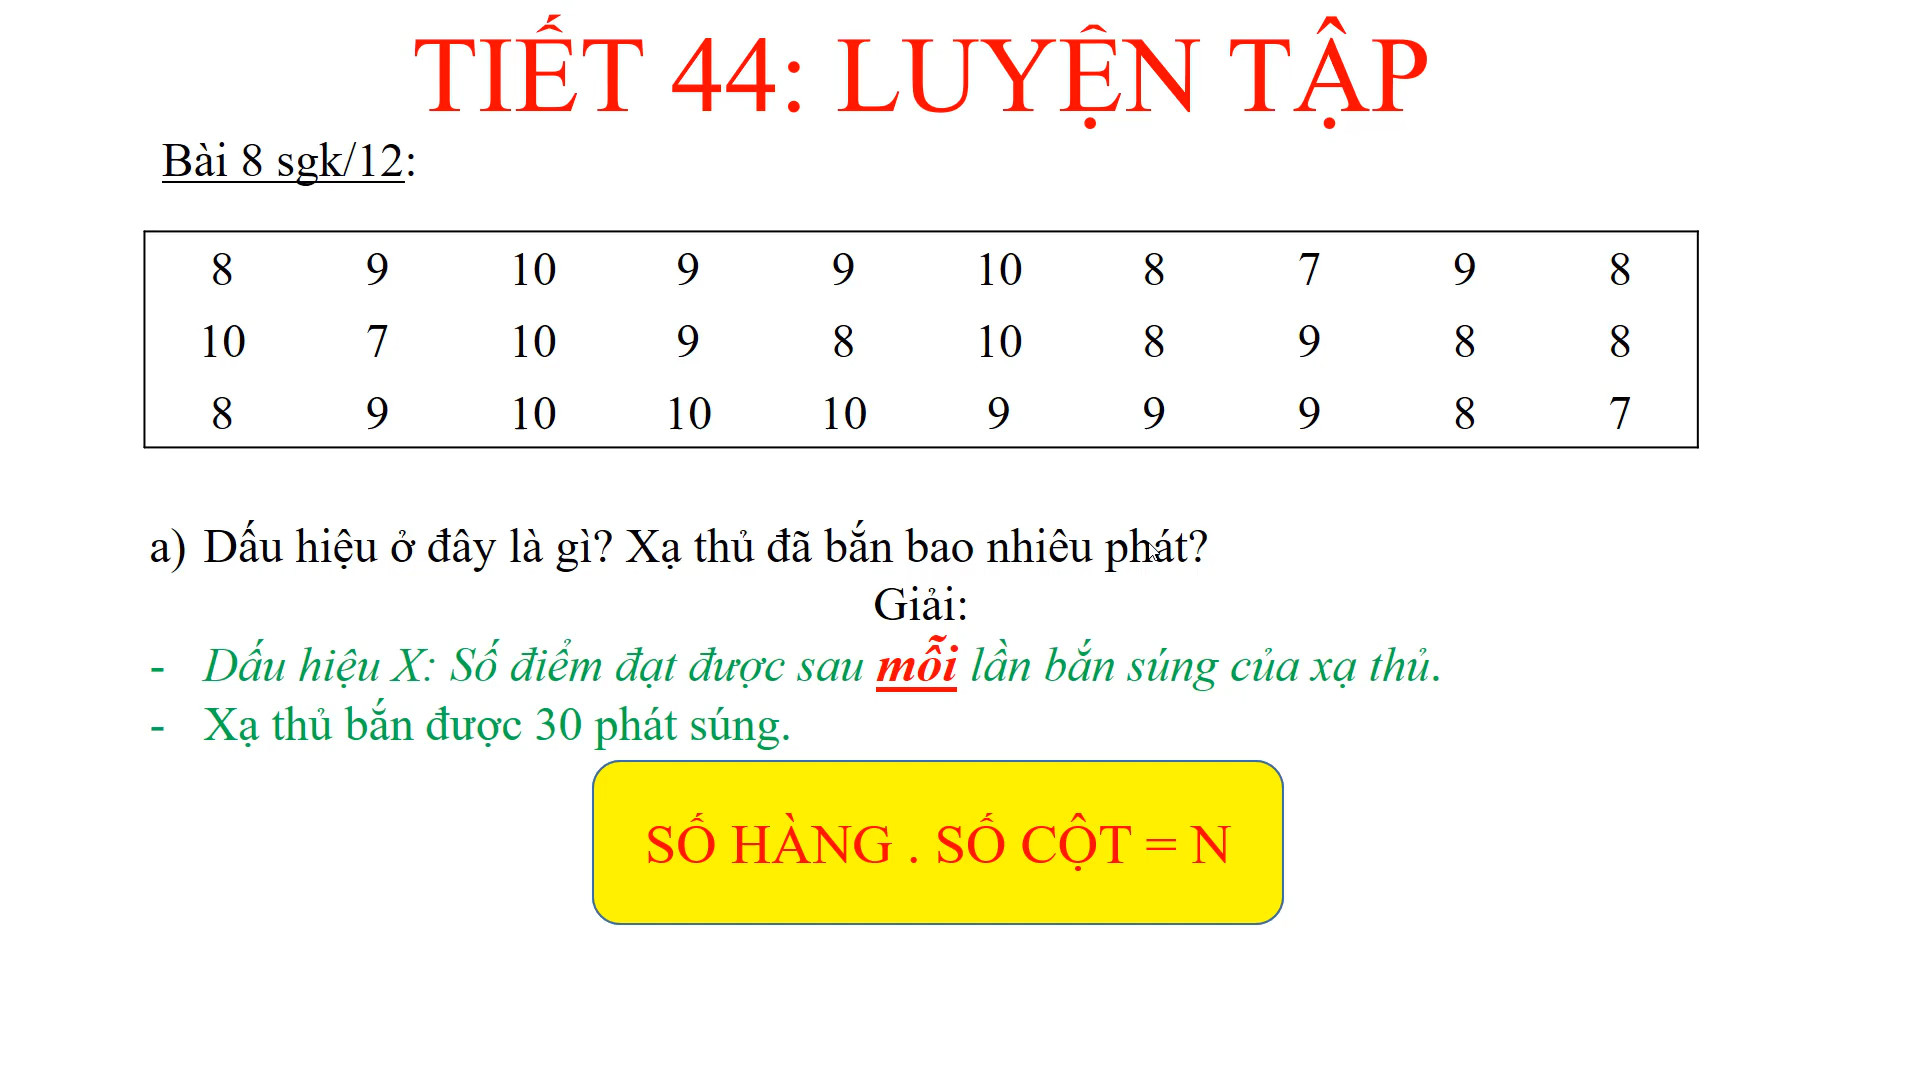 TIẾT 44: LUYỆN TẬP
Bài 8 sgk/12:
8 9 10 9 9 10 8 7 9 8
10 7 10 9 8 10 8 9 8 8
8 9 10 10 10 9 9 9 8 7
a) Dấu hiệu ở đây là gì? Xạ thủ đã bắn bao nhiêu phát?
Giải:
- Dấu hiệu X: Số điểm đạt được sau mỗi lần bắn súng của xạ thủ.
- Xạ thủ bắn được 30 phát súng.
SỐ HÀNG . SỐ CỘT = N